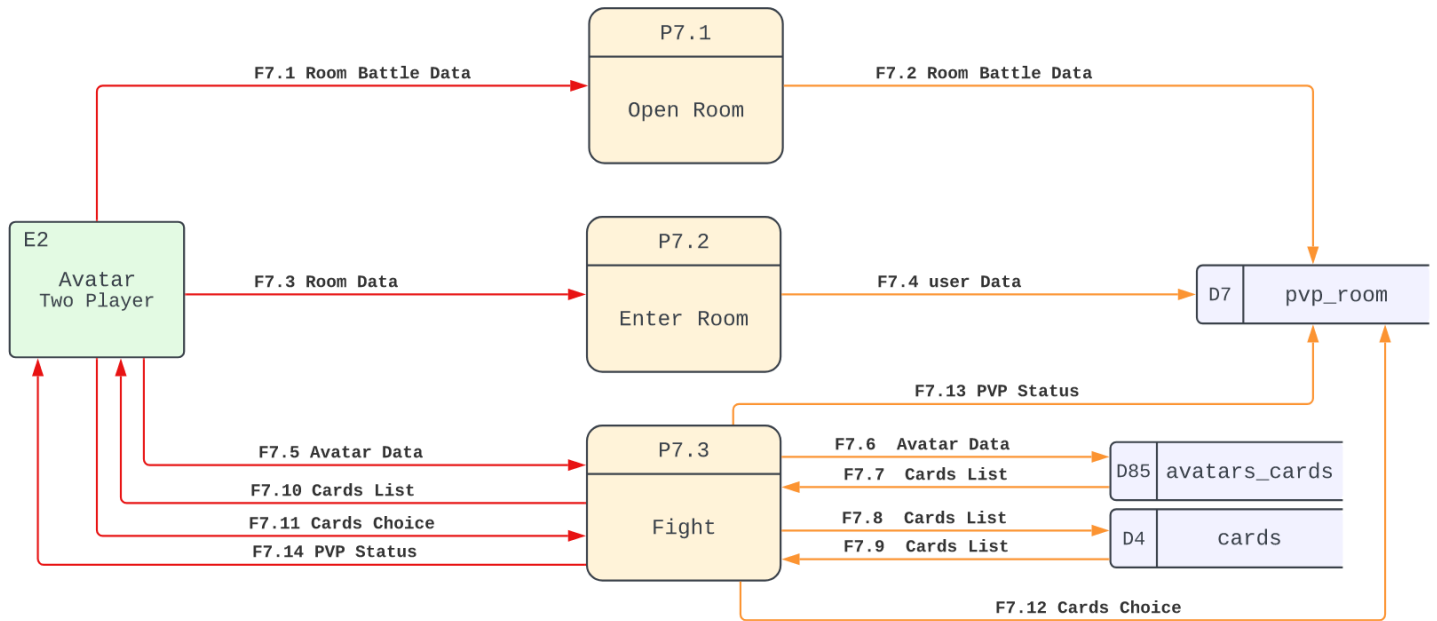 P7.1
F7.1 Room Battle Data
F7.2 Room Battle Data
Open Room
E2
Avatar
Two Player
P7.2
F7.3 Room Data
F7.4 user Data
Enter Room
D7
pvp_room
F7.13 PVP Status
P7.3
F7.5 Avatar Data
F7.6  Avatar Data
F7.7  Cards List
D85
avatars_cards
F7.10 Cards List
F7.11 Cards Choice
Fight
F7.8  Cards List
F7.9  Cards List
D4
cards
F7.14 PVP Status
F7.12 Cards Choice